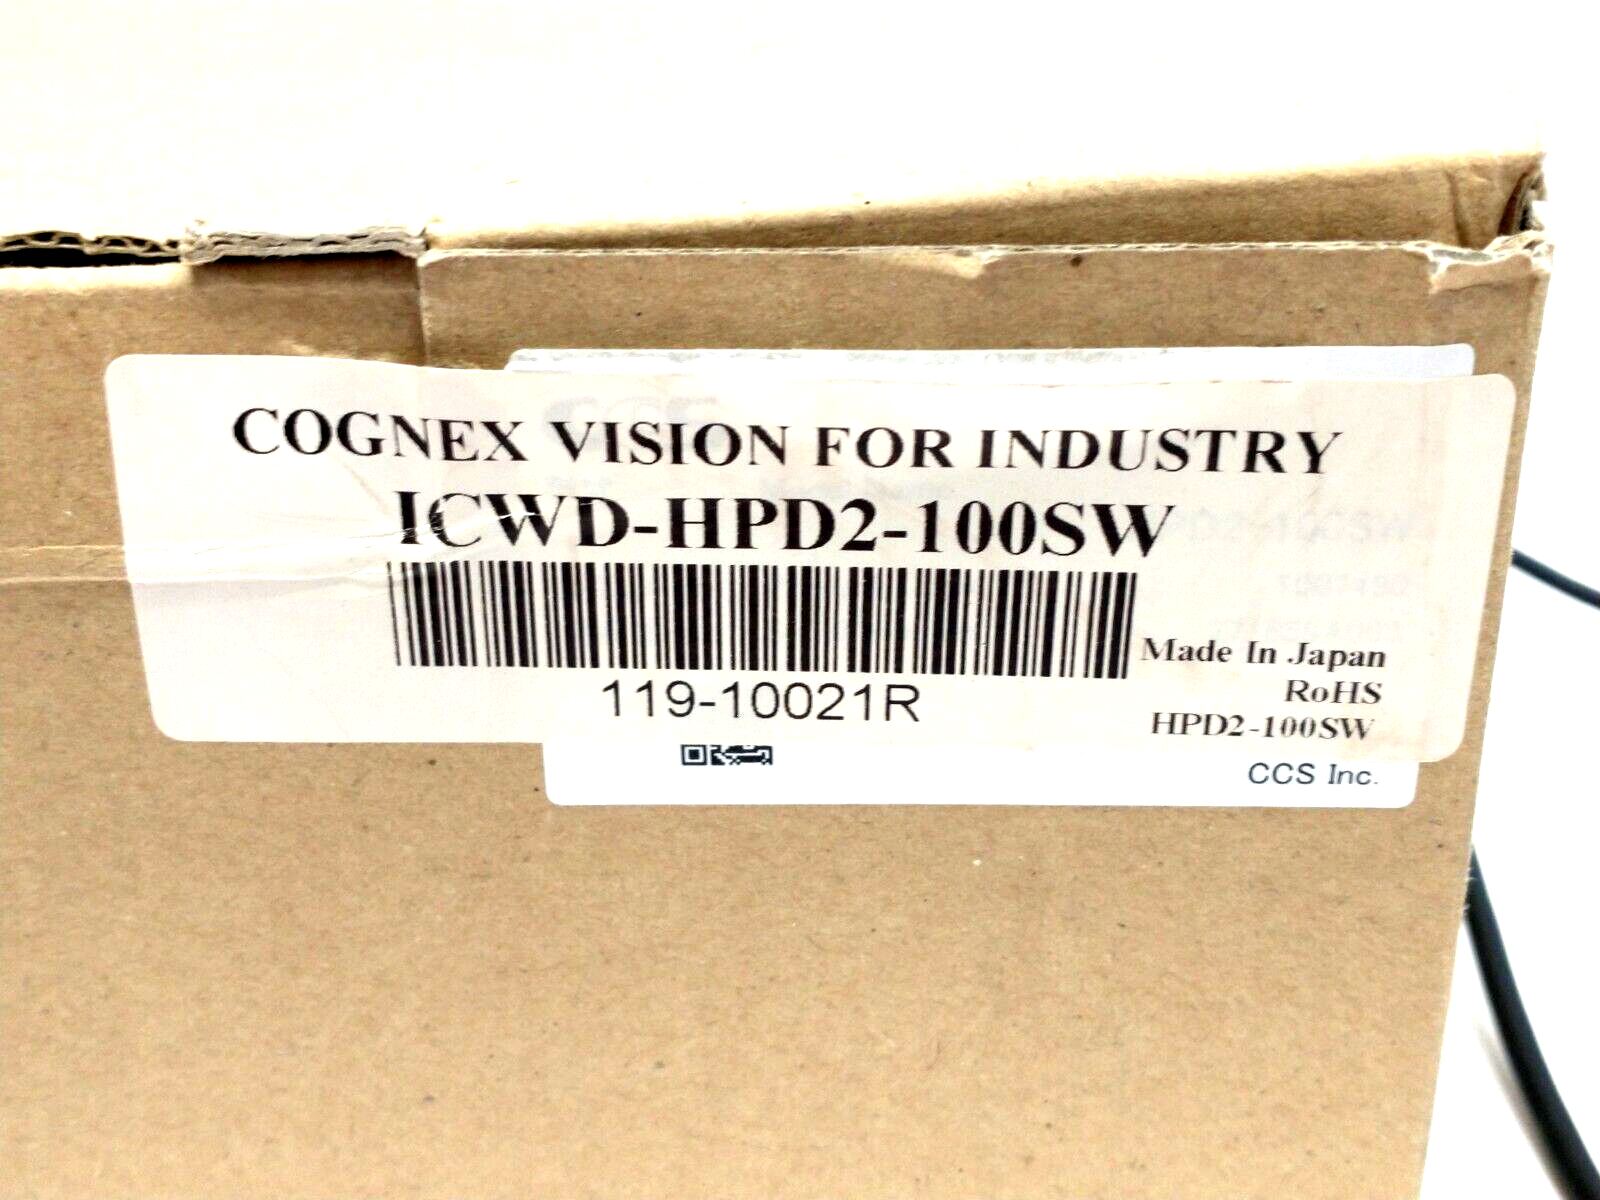 COGNEX VISION FOR INDUSTRY
ICWD-HPD2-100SW
119-10021R
Made In Japan
RoHS
HPD2-100SW
CCS Inc.